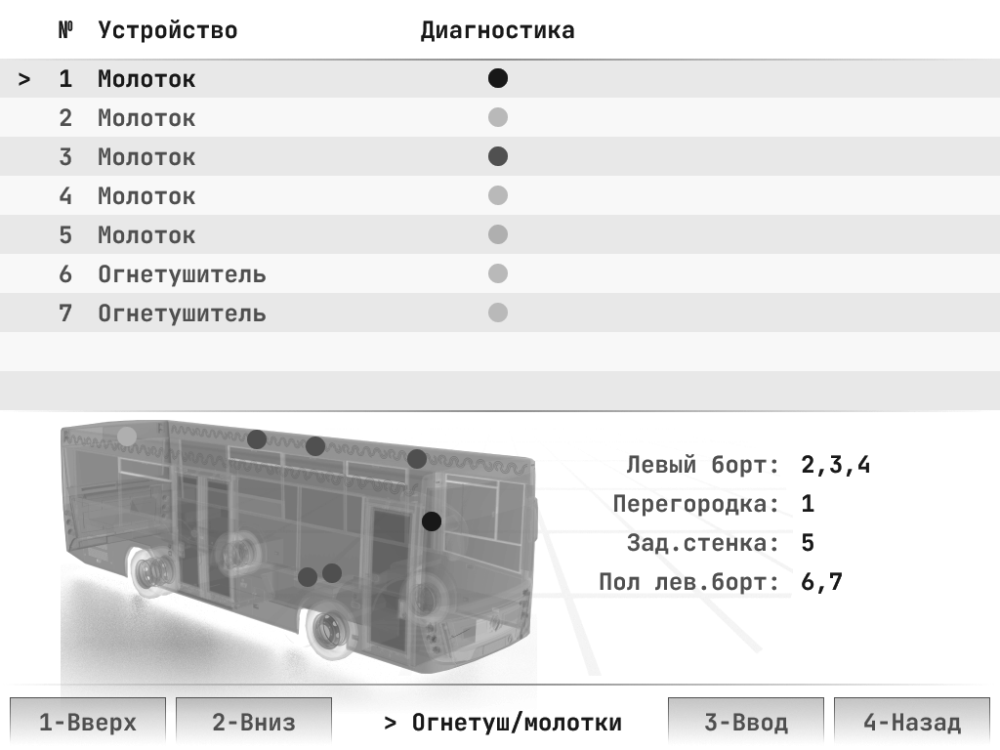 № Устройство Диагностика
> 1 Молоток
2 Молоток
3 Молоток
4 Молоток
5 Молоток
6 Огнетушитель
7 Огнетушитель
Левый борт: 2,3,4
Перегородка: 1
Зад.стенка: 5
Пол лев.борт: 6,7
1-Вверх 2-Вниз > Огнетуш/молотки 3-Ввод 4-Назад